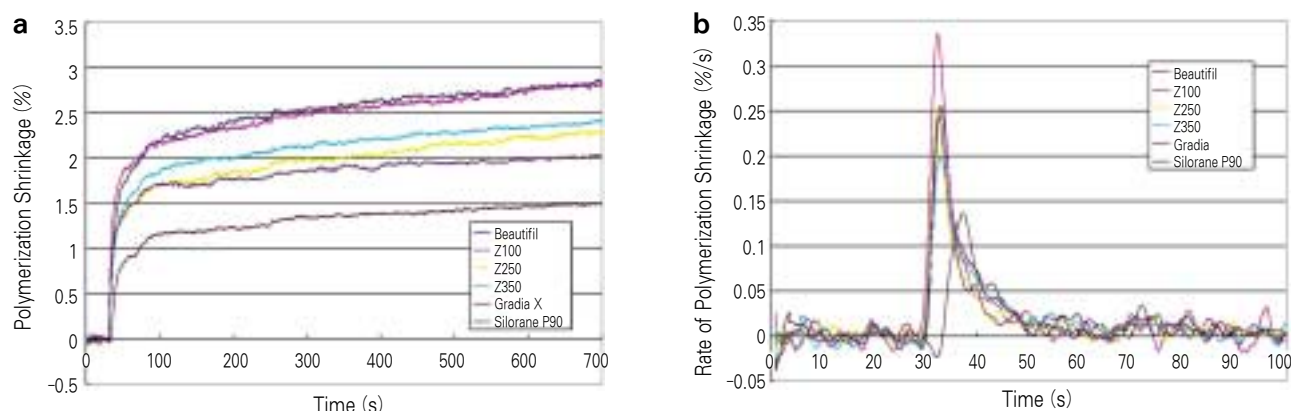 a
Polymerization Shrinkage (%)
3.5
3
2.5
2
1.5
1
0.5
0
-0.5
0 100 200 300 400 500 600 700
Time (s)
Beautifil
Z100
Z250
Z350
Gradia X
Silorane P90
b
Rate of Polymerization Shrinkage (%/s)
0.35
0.3
0.25
0.2
0.15
0.1
0.05
0
-0.05
0 10 20 30 40 50 60 70 80 90 100
Time (s)
Beautifil
Z100
Z250
Z350
Gradia
Silorane P90